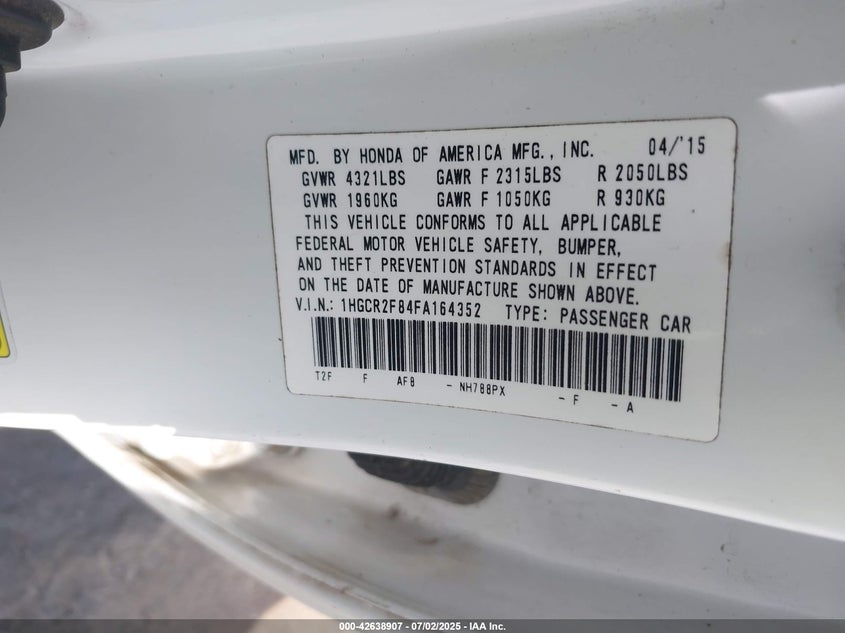 MFD. BY HONDA OF AMERICA MFG., INC. 04/'15
GVWR 4321LBS GAWR F 2315LBS R 2050LBS
GVWR 1960KG GAWR F 1050KG R 930KG
THIS VEHICLE CONFORMS TO ALL APPLICABLE
FEDERAL MOTOR VEHICLE SAFETY, BUMPER,
AND THEFT PREVENTION STANDARDS IN EFFECT
ON THE DATE OF MANUFACTURE SHOWN ABOVE.
V.I.N.: 1HGCR2F84FA164352 TYPE: PASSENGER CAR
T2F F AF8 - NH788PX - F - A
000-42638907 - 07/02/2025 - IAA Inc.